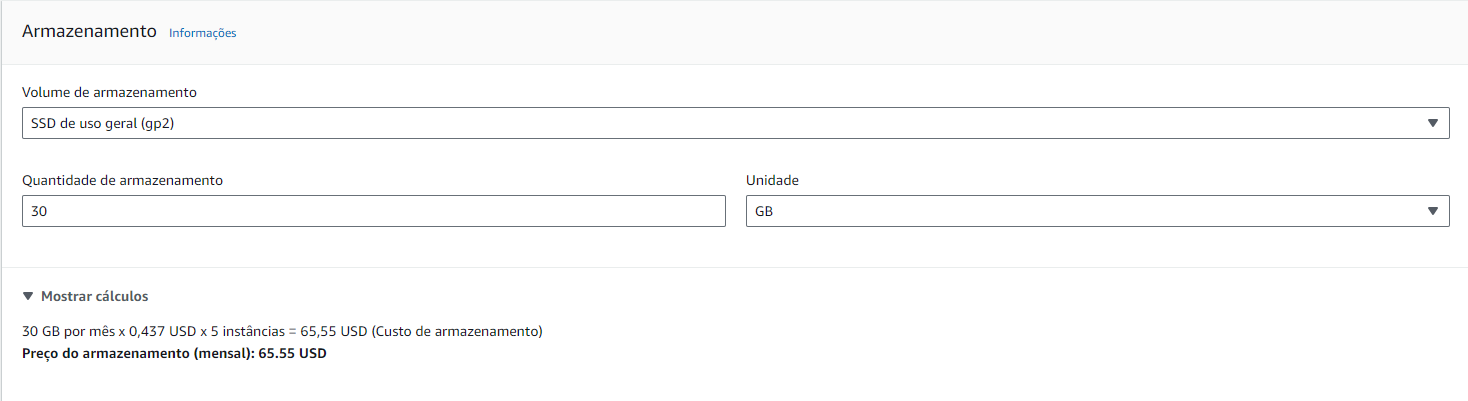 Armazenamento Informações
Volume de armazenamento
SSD de uso geral (gp2)
Quantidade de armazenamento Unidade
30 GB
Mostrar cálculos
30 GB por mês x 0,437 USD x 5 instâncias = 65,55 USD (Custo de armazenamento)
Preço do armazenamento (mensal): 65.55 USD